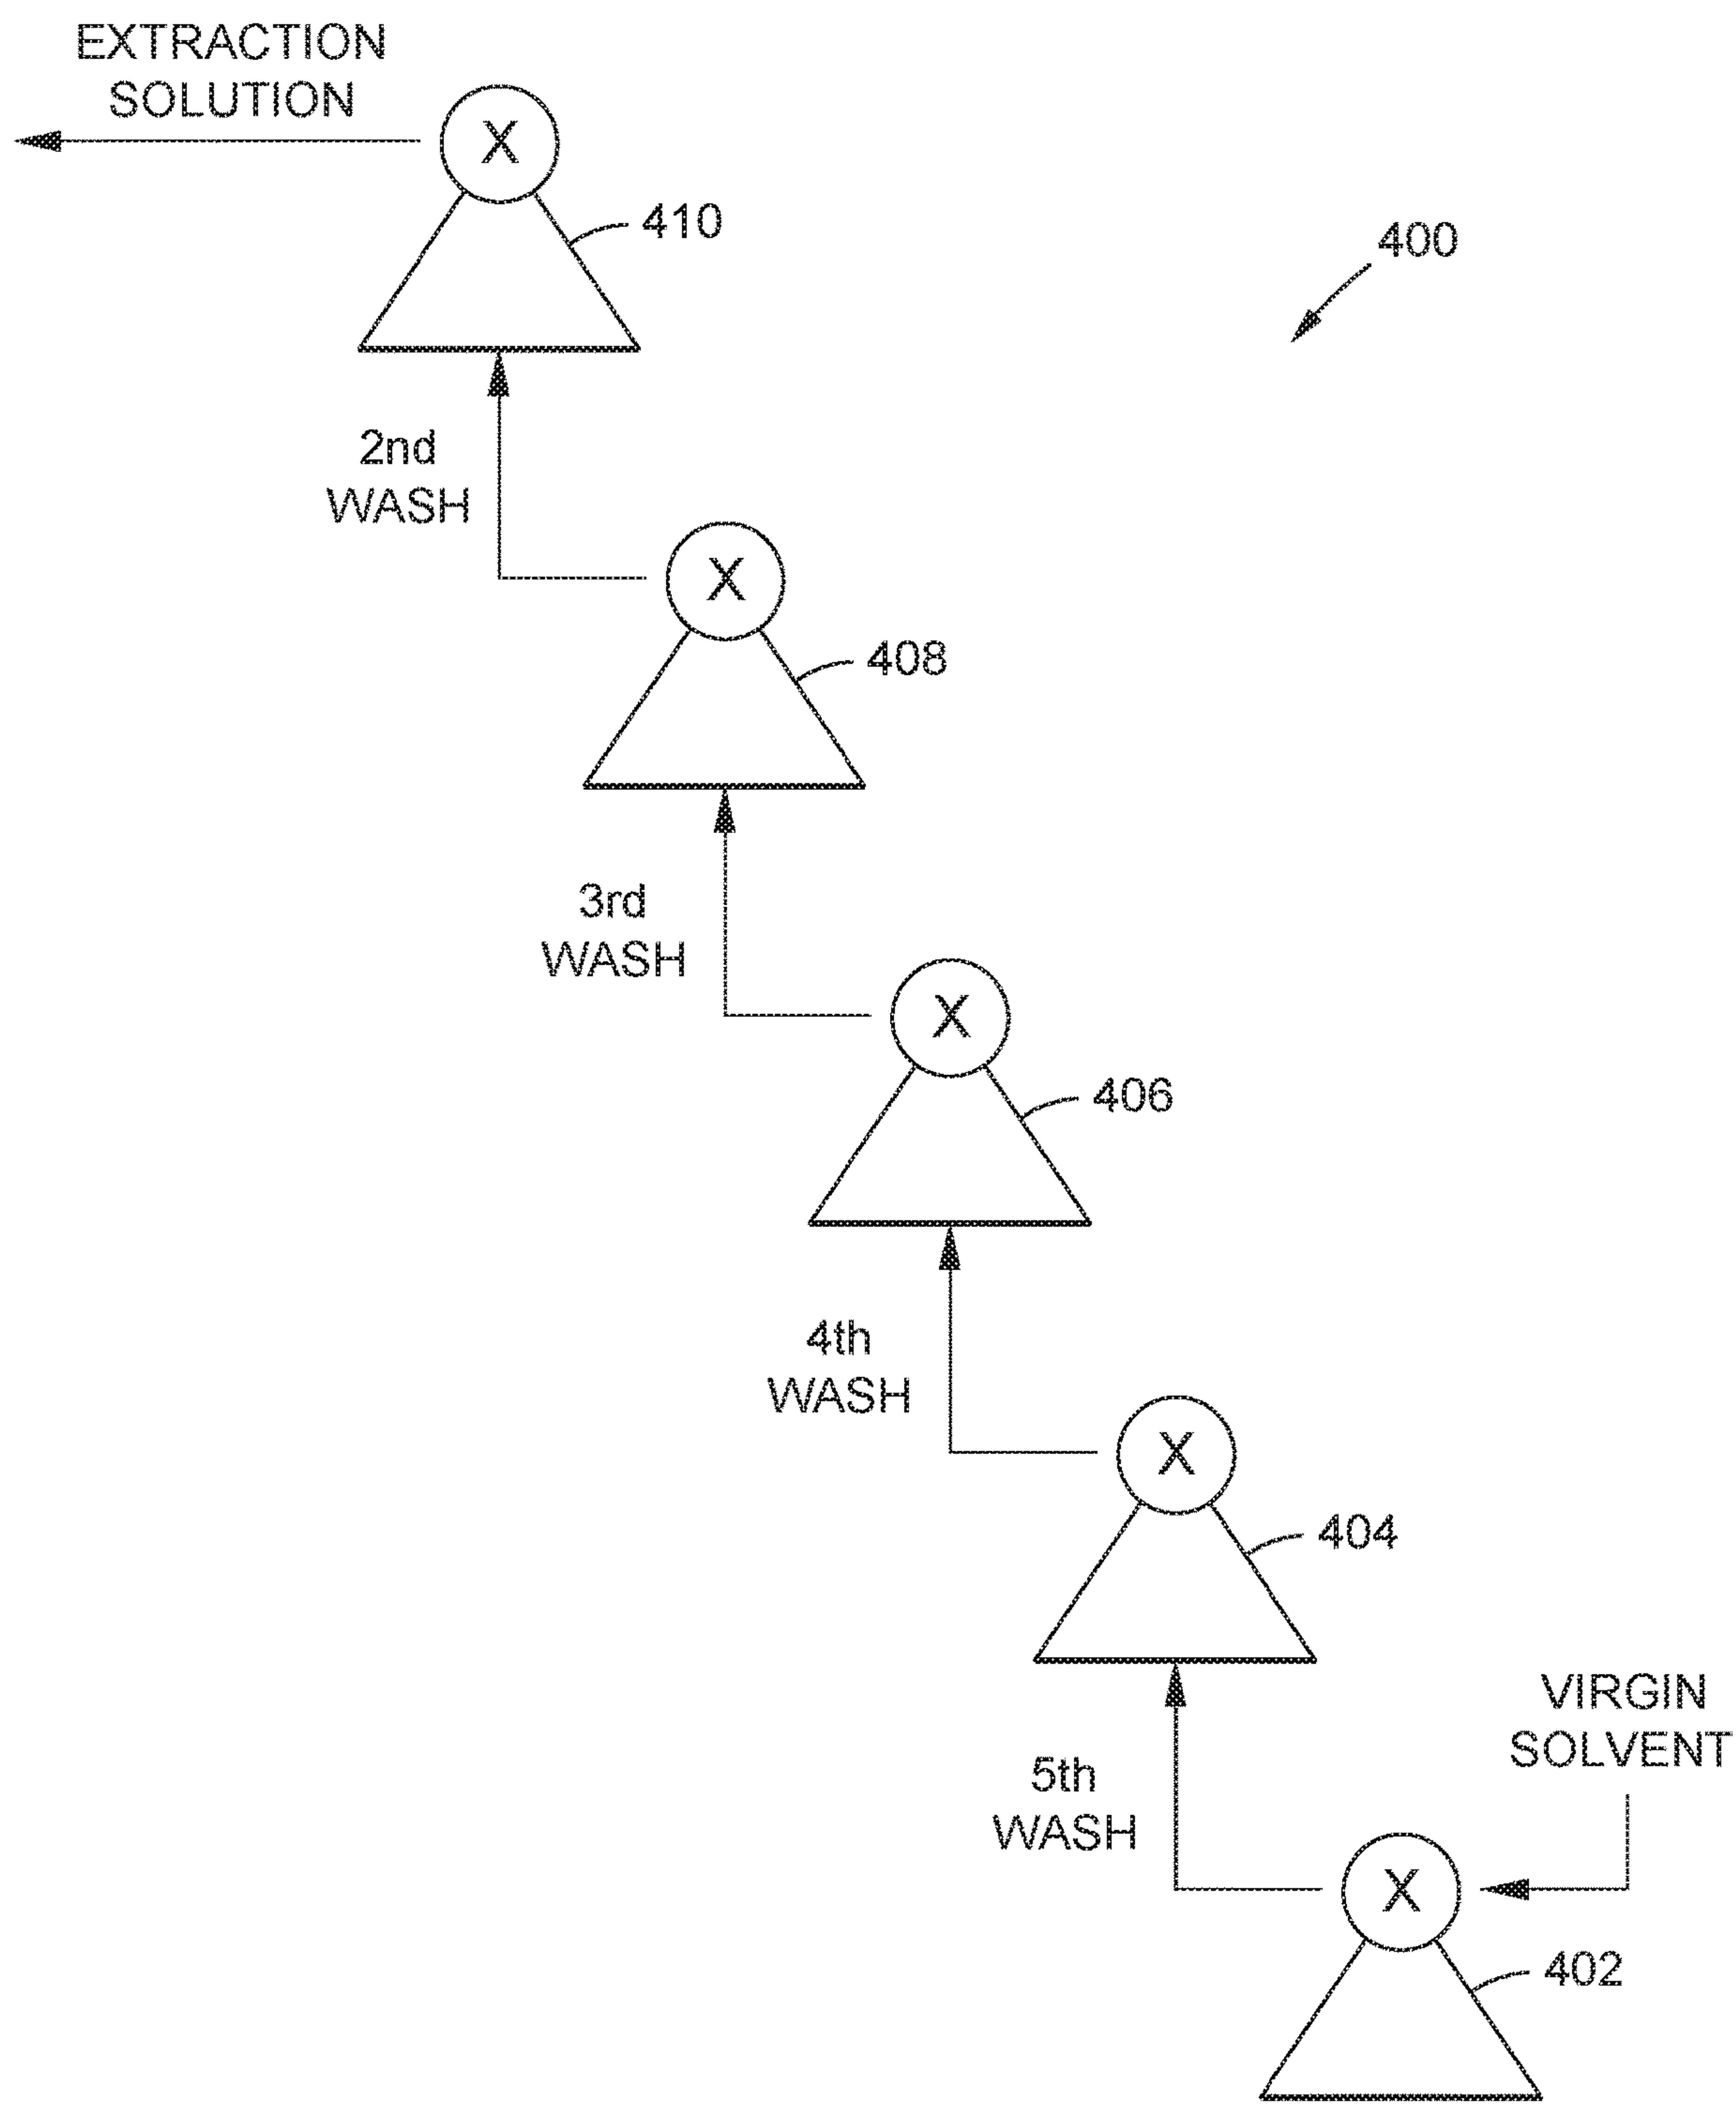 EXTRACTION
SOLUTION
X
410
400
2nd
WASH
X
408
3rd
WASH
X
406
4th
WASH
X
404
VIRGIN
SOLVENT
5th
WASH
X
402